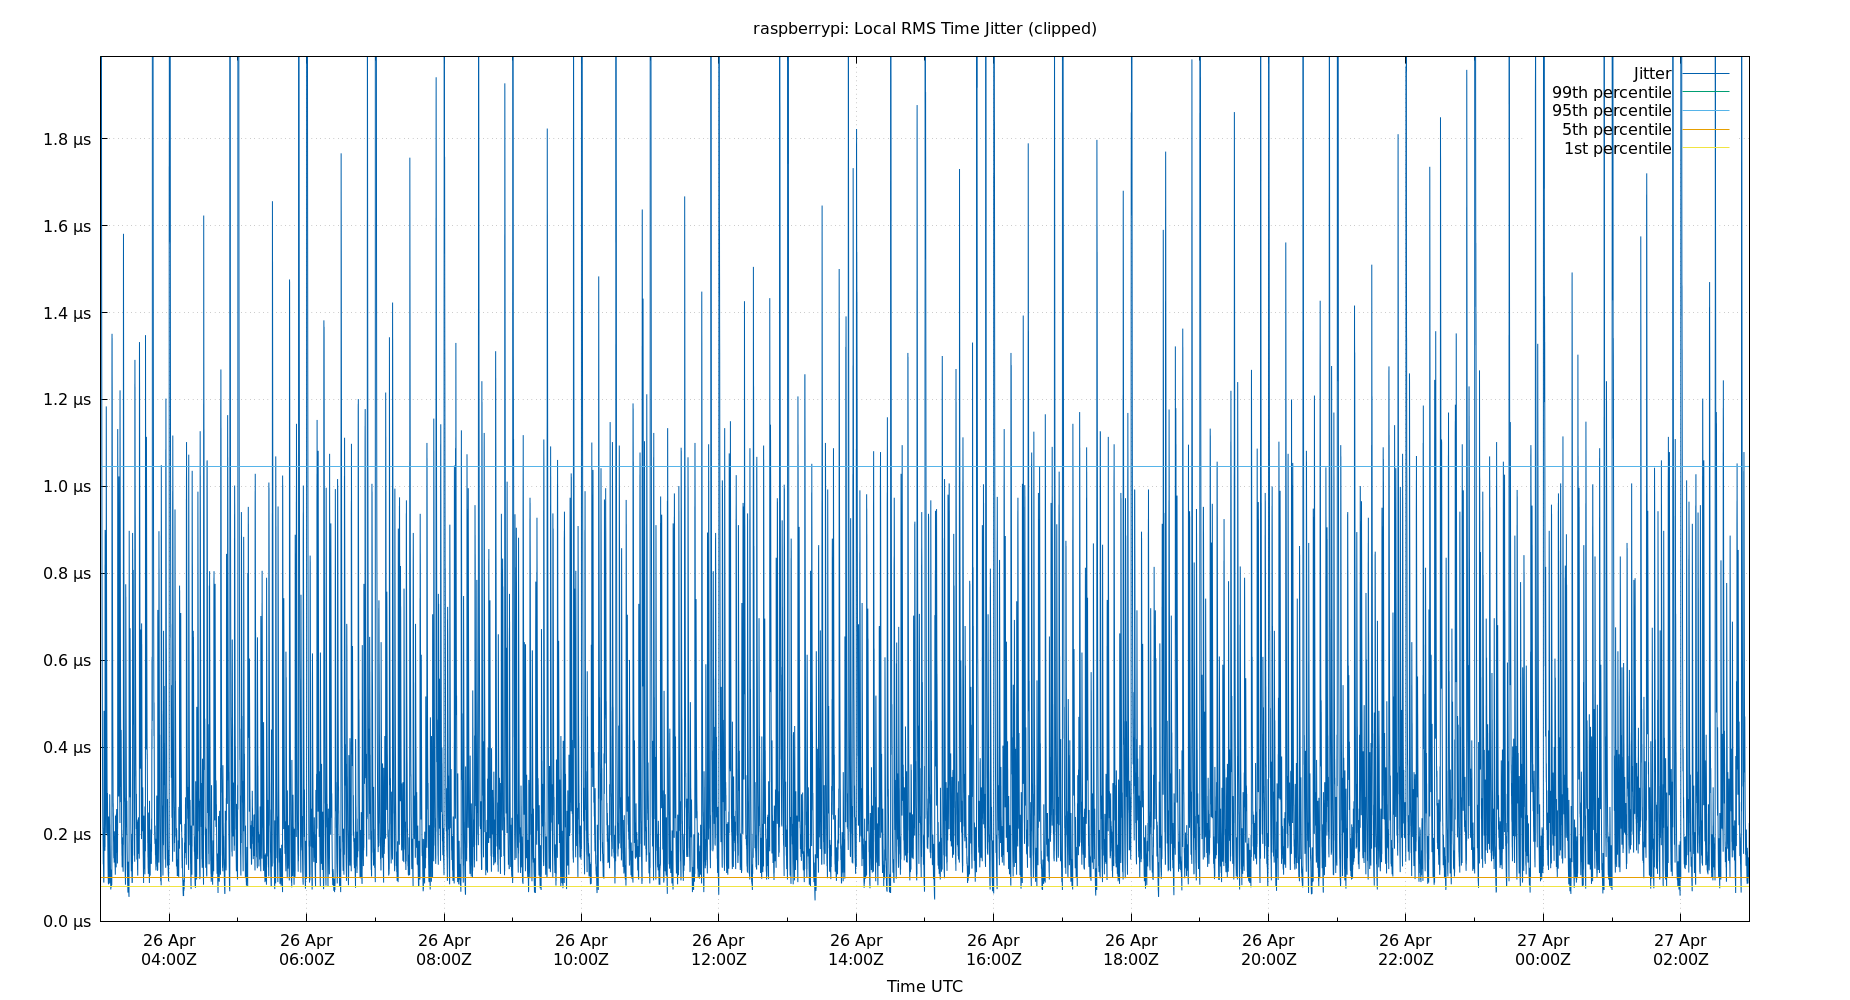 raspberrypi: Local RMS Time Jitter (clipped)
Jitter
99th percentile
95th percentile
5th percentile
1st percentile
1.8 µs
1.6 µs
1.4 µs
1.2 µs
1.0 µs
0.8 µs
0.6 µs
0.4 µs
0.2 µs
0.0 µs
26 Apr 26 Apr 26 Apr 26 Apr 26 Apr 26 Apr 26 Apr 26 Apr 26 Apr 26 Apr 27 Apr 27 Apr
04:00Z 06:00Z 08:00Z 10:00Z 12:00Z 14:00Z 16:00Z 18:00Z 20:00Z 22:00Z 00:00Z 02:00Z
Time UTC